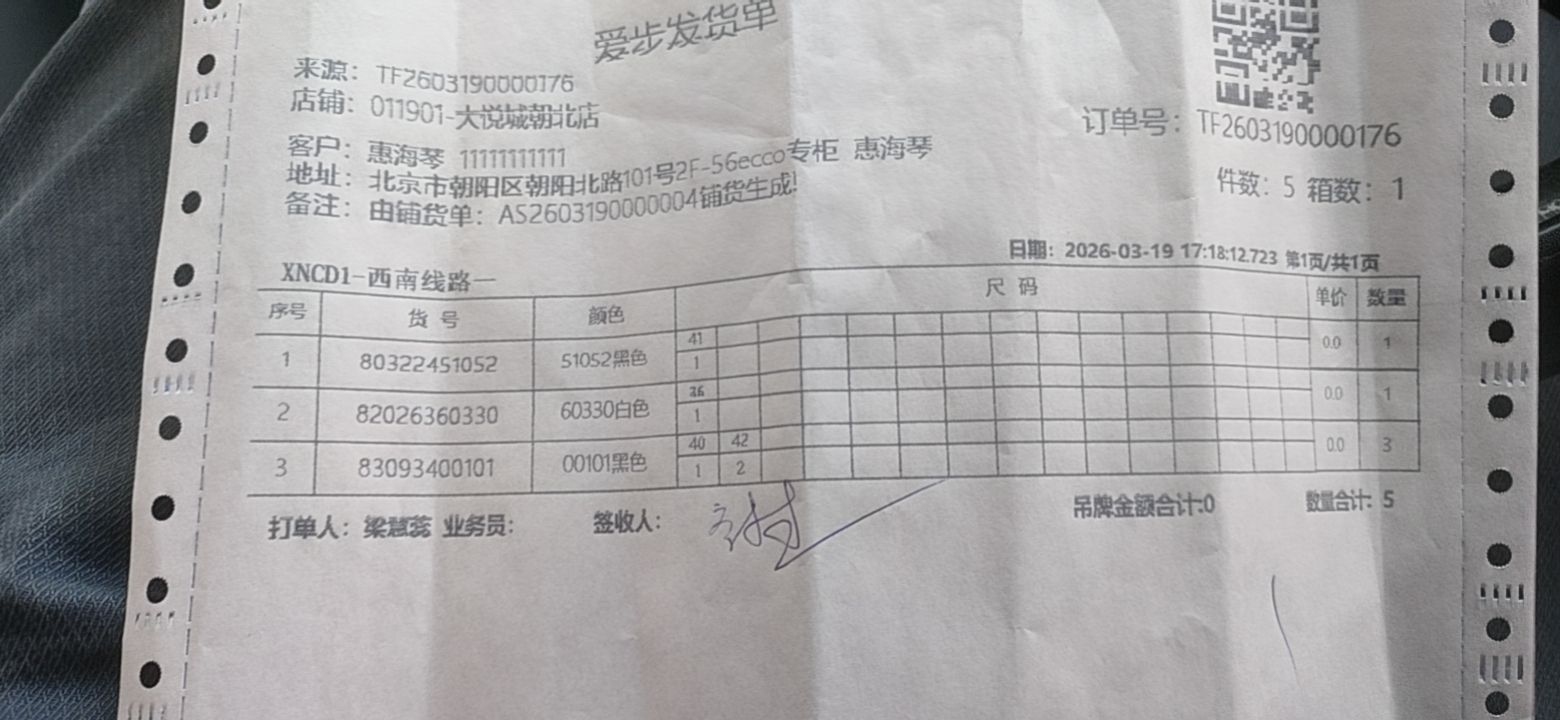 爱步发货单
来源：TF2603190000176
店铺：011901-大悦城朝北店
订单号：TF2603190000176
客户：惠海琴 11111111111
地址：北京市朝阳区朝阳北路101号2F-56ecco专柜 惠海琴
件数：5 箱数：1
备注：由铺货单：AS2603190000004铺货生成!
日期：2026-03-19 17:18:12.723 第1页/共1页
XNCD1-西南线路一
序号 货号 颜色 尺码 单价 数量
41
1 80322451052 51052黑色 1 0.0 1
36
2 82026360330 60330白色 1 0.0 1
40 42
3 83093400101 00101黑色 1 2 0.0 3
打单人：梁慧蕊 业务员： 签收人： 吊牌金额合计:0 数量合计: 5